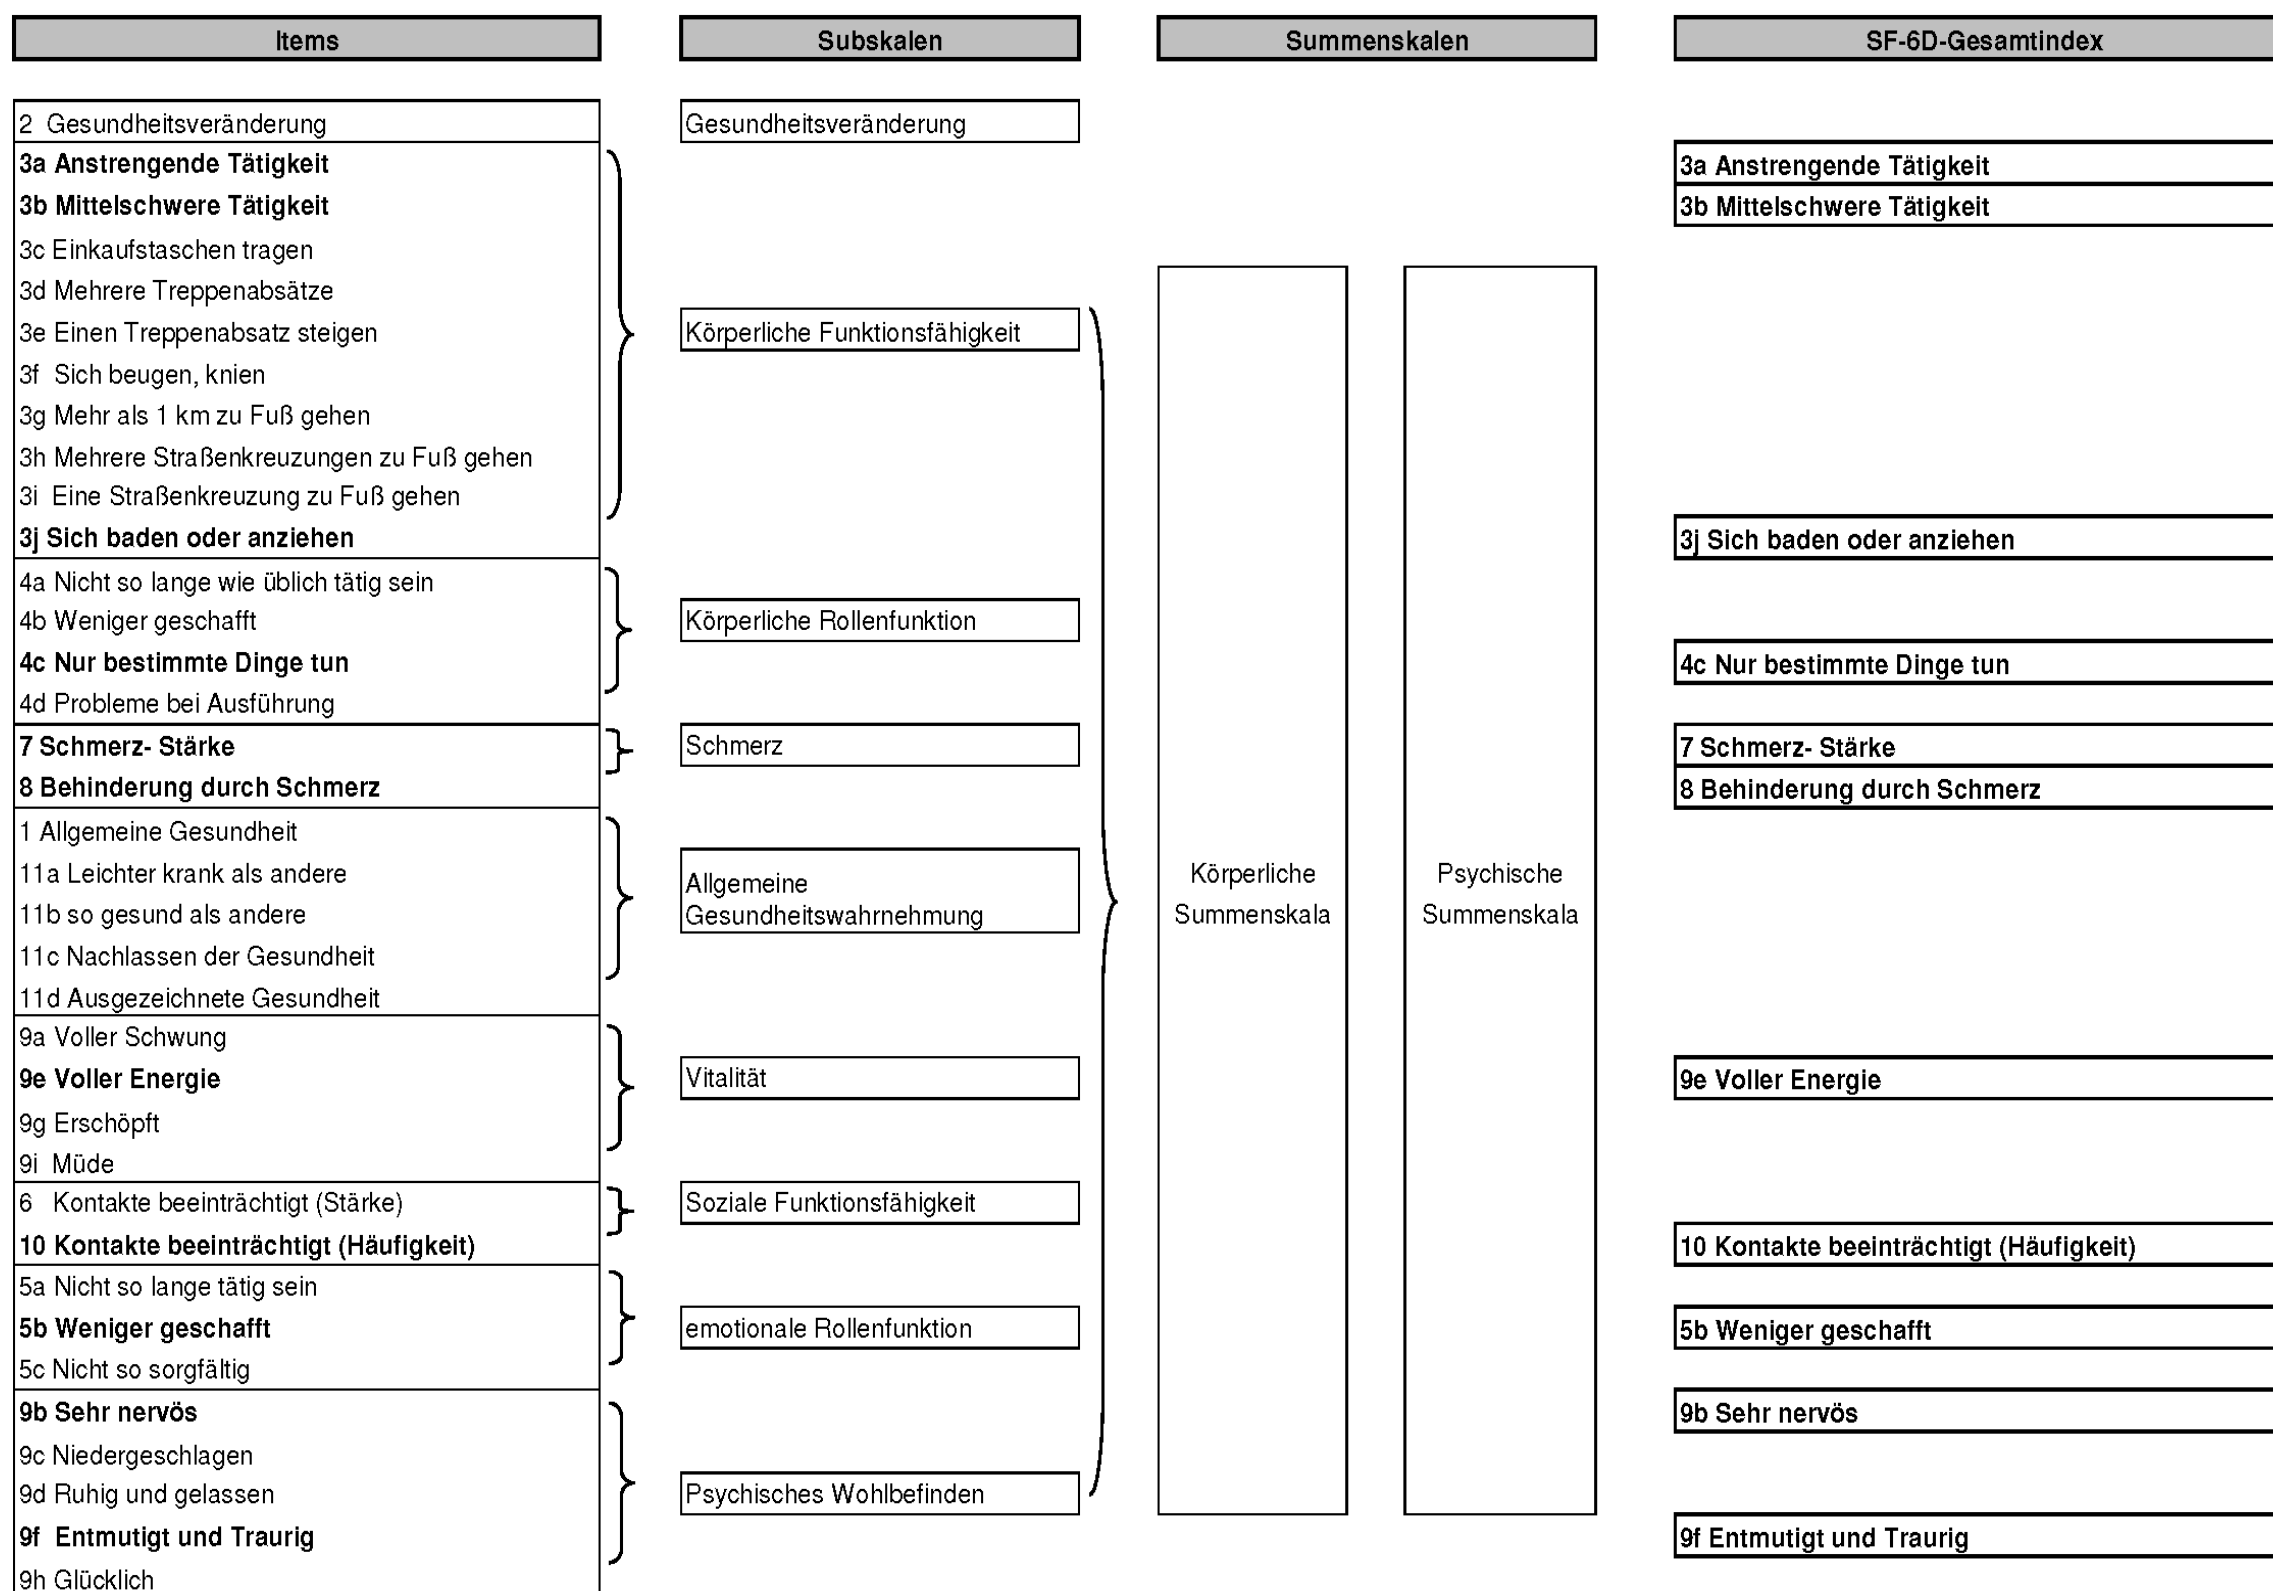 Items
Subskalen
Summenskalen
SF-6D-Gesamtindex
2 Gesundheitsveränderung
3a Anstrengende Tätigkeit
3b Mittelschwere Tätigkeit
3c Einkaufstaschen tragen
3d Mehrere Treppenabsätze
3e Einen Treppenabsatz steigen
3f Sich beugen, knien
3g Mehr als 1 km zu Fuß gehen
3h Mehrere Straßenkreuzungen zu Fuß gehen
3i Eine Straßenkreuzung zu Fuß gehen
3j Sich baden oder anziehen
4a Nicht so lange wie üblich tätig sein
4b Weniger geschafft
4c Nur bestimmte Dinge tun
4d Probleme bei Ausführung
7 Schmerz- Stärke
8 Behinderung durch Schmerz
1 Allgemeine Gesundheit
11a Leichter krank als andere
11b so gesund als andere
11c Nachlassen der Gesundheit
11d Ausgezeichnete Gesundheit
9a Voller Schwung
9e Voller Energie
9g Erschöpft
9i Müde
6 Kontakte beeinträchtigt (Stärke)
10 Kontakte beeinträchtigt (Häufigkeit)
5a Nicht so lange tätig sein
5b Weniger geschafft
5c Nicht so sorgfältig
9b Sehr nervös
9c Niedergeschlagen
9d Ruhig und gelassen
9f Entmutigt und Traurig
9h Glücklich
Gesundheitsveränderung
Körperliche Funktionsfähigkeit
Körperliche Rollenfunktion
Schmerz
Allgemeine
Gesundheitswahrnehmung
Vitalität
Soziale Funktionsfähigkeit
emotionale Rollenfunktion
Psychisches Wohlbefinden
Körperliche
Summenskala
Psychische
Summenskala
3a Anstrengende Tätigkeit
3b Mittelschwere Tätigkeit
3j Sich baden oder anziehen
4c Nur bestimmte Dinge tun
7 Schmerz- Stärke
8 Behinderung durch Schmerz
9e Voller Energie
10 Kontakte beeinträchtigt (Häufigkeit)
5b Weniger geschafft
9b Sehr nervös
9f Entmutigt und Traurig